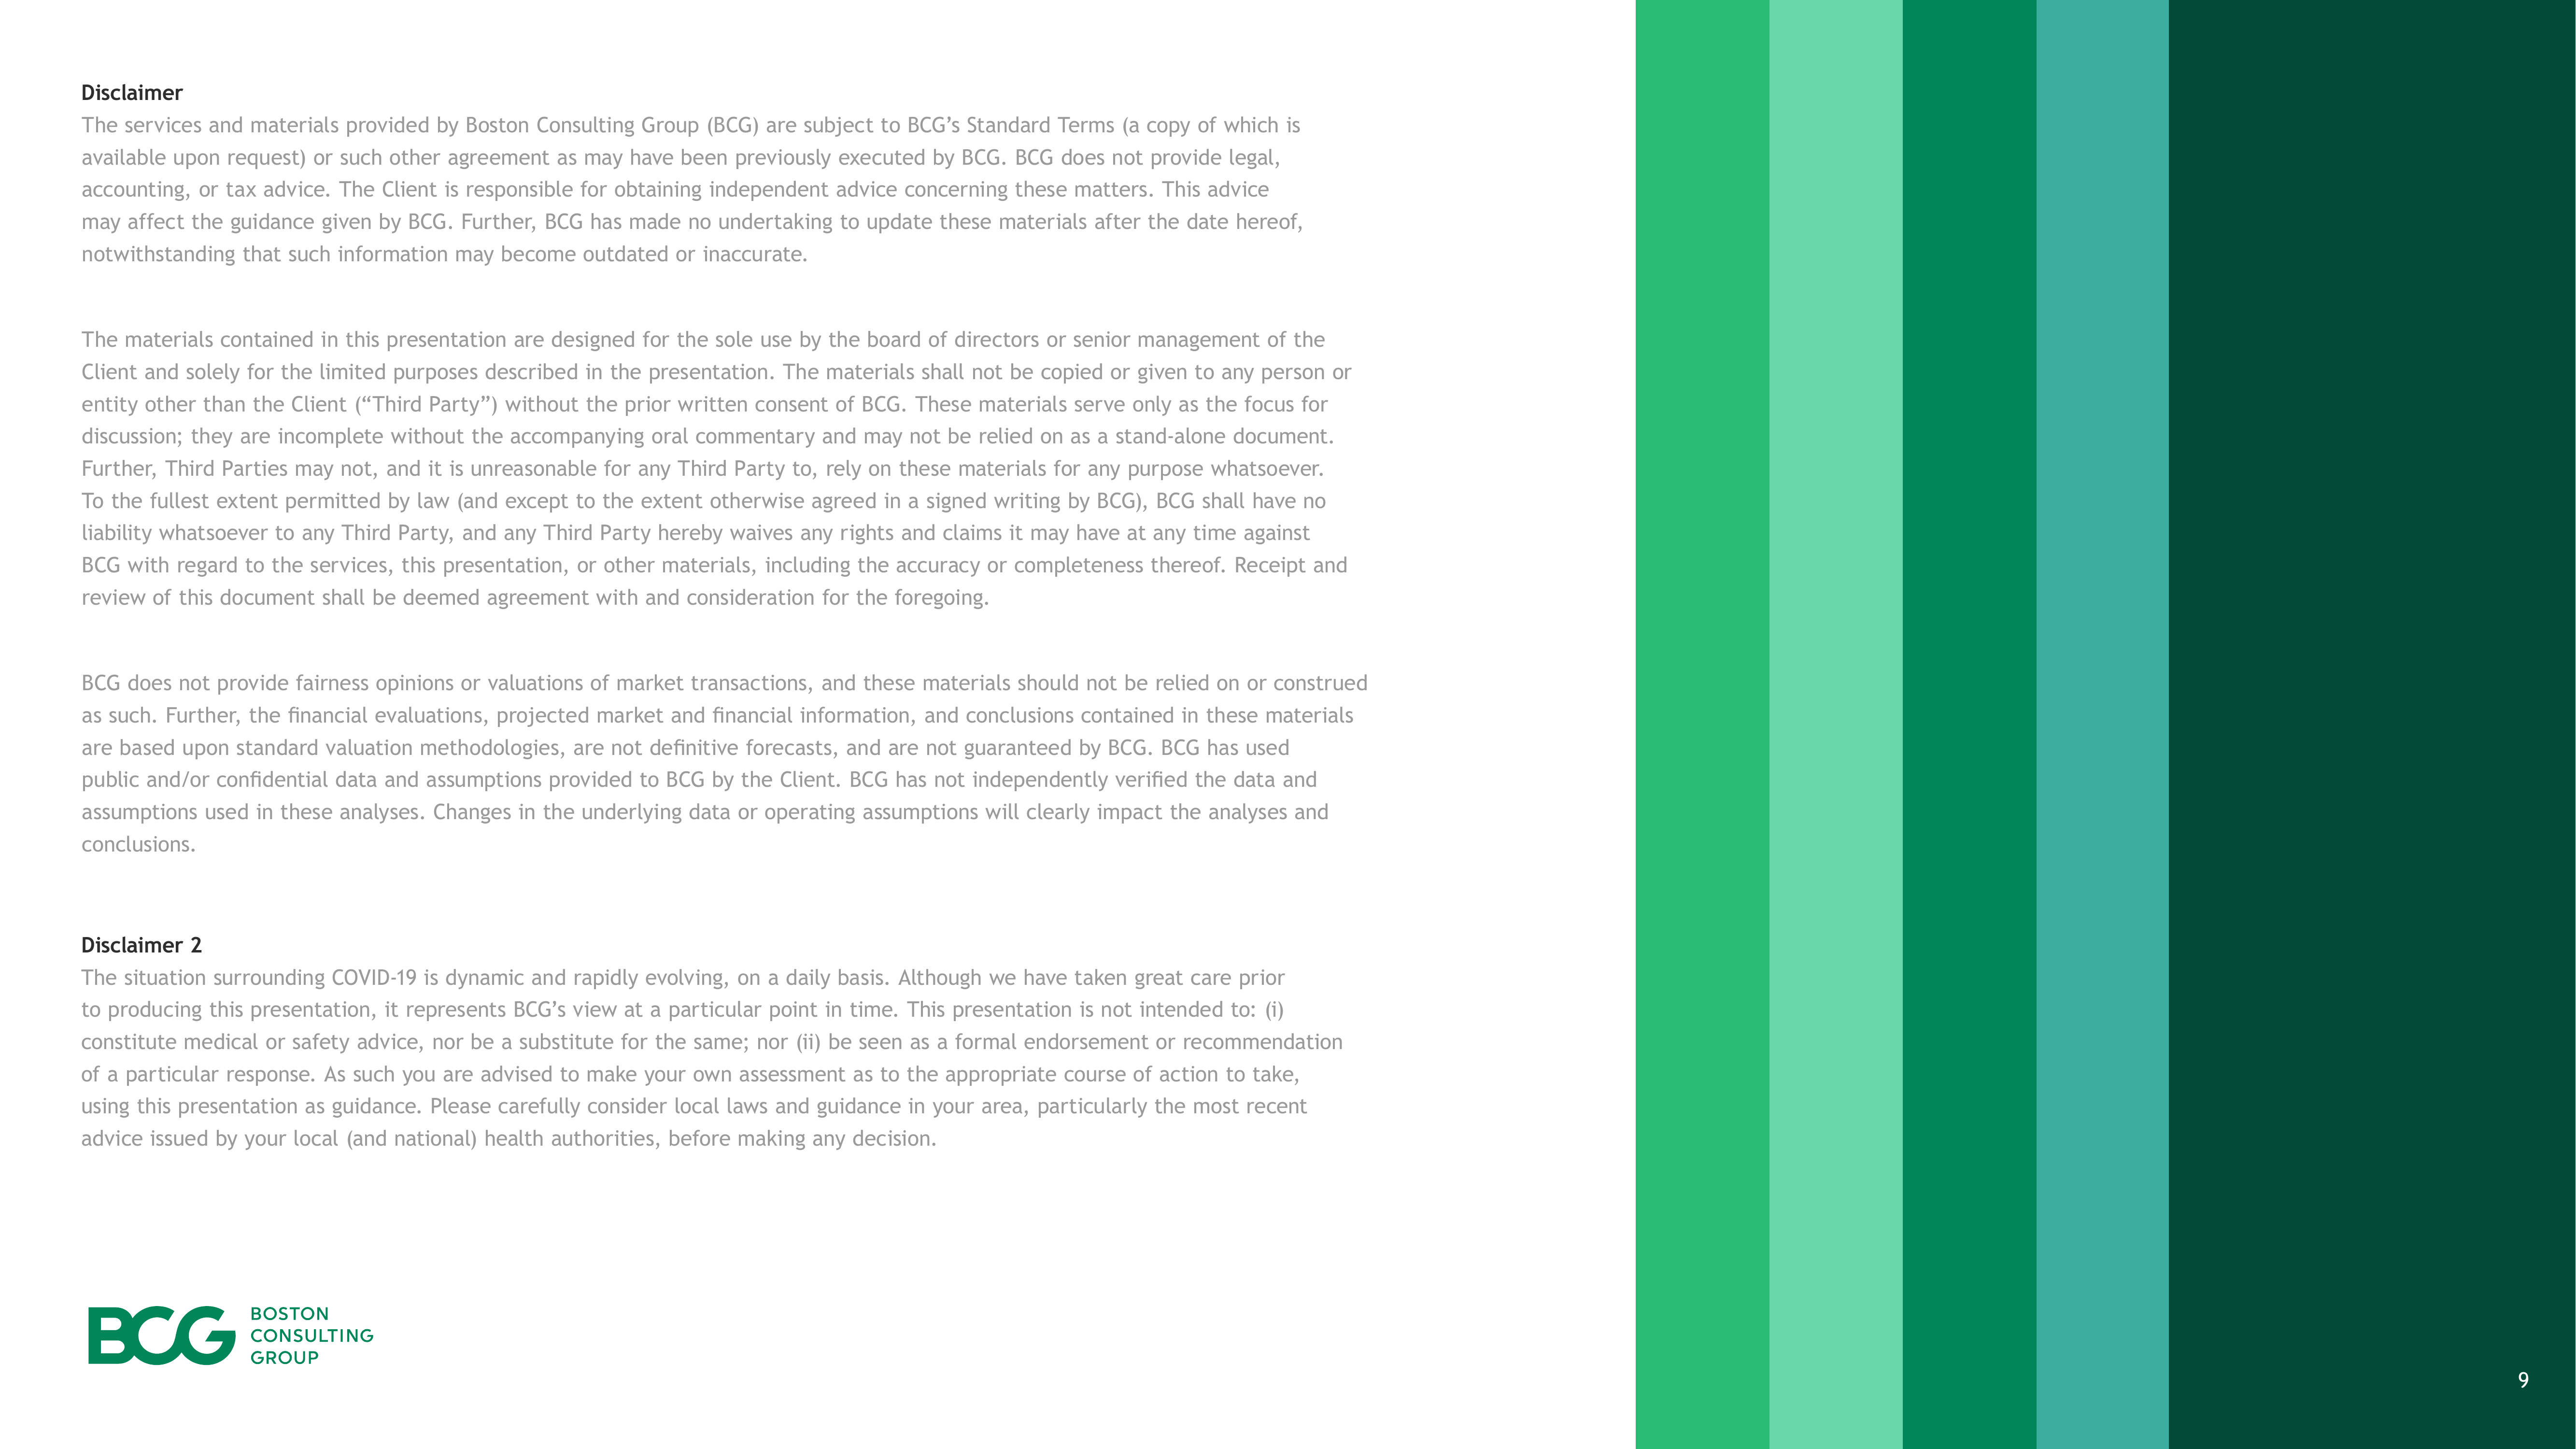 Disclaimer
The services and materials provided by Boston Consulting Group (BCG) are subject to BCG’s Standard Terms (a copy of which is
available upon request) or such other agreement as may have been previously executed by BCG. BCG does not provide legal,
accounting, or tax advice. The Client is responsible for obtaining independent advice concerning these matters. This advice
may affect the guidance given by BCG. Further, BCG has made no undertaking to update these materials after the date hereof,
notwithstanding that such information may become outdated or inaccurate.
The materials contained in this presentation are designed for the sole use by the board of directors or senior management of the
Client and solely for the limited purposes described in the presentation. The materials shall not be copied or given to any person or
entity other than the Client (“Third Party”) without the prior written consent of BCG. These materials serve only as the focus for
discussion; they are incomplete without the accompanying oral commentary and may not be relied on as a stand-alone document.
Further, Third Parties may not, and it is unreasonable for any Third Party to, rely on these materials for any purpose whatsoever.
To the fullest extent permitted by law (and except to the extent otherwise agreed in a signed writing by BCG), BCG shall have no
liability whatsoever to any Third Party, and any Third Party hereby waives any rights and claims it may have at any time against
BCG with regard to the services, this presentation, or other materials, including the accuracy or completeness thereof. Receipt and
review of this document shall be deemed agreement with and consideration for the foregoing.
BCG does not provide fairness opinions or valuations of market transactions, and these materials should not be relied on or construed
as such. Further, the financial evaluations, projected market and financial information, and conclusions contained in these materials
are based upon standard valuation methodologies, are not definitive forecasts, and are not guaranteed by BCG. BCG has used
public and/or confidential data and assumptions provided to BCG by the Client. BCG has not independently verified the data and
assumptions used in these analyses. Changes in the underlying data or operating assumptions will clearly impact the analyses and
conclusions.
Disclaimer 2
The situation surrounding COVID-19 is dynamic and rapidly evolving, on a daily basis. Although we have taken great care prior
to producing this presentation, it represents BCG’s view at a particular point in time. This presentation is not intended to: (i)
constitute medical or safety advice, nor be a substitute for the same; nor (ii) be seen as a formal endorsement or recommendation
of a particular response. As such you are advised to make your own assessment as to the appropriate course of action to take,
using this presentation as guidance. Please carefully consider local laws and guidance in your area, particularly the most recent
advice issued by your local (and national) health authorities, before making any decision.
BCG
BOSTON
CONSULTING
GROUP
9